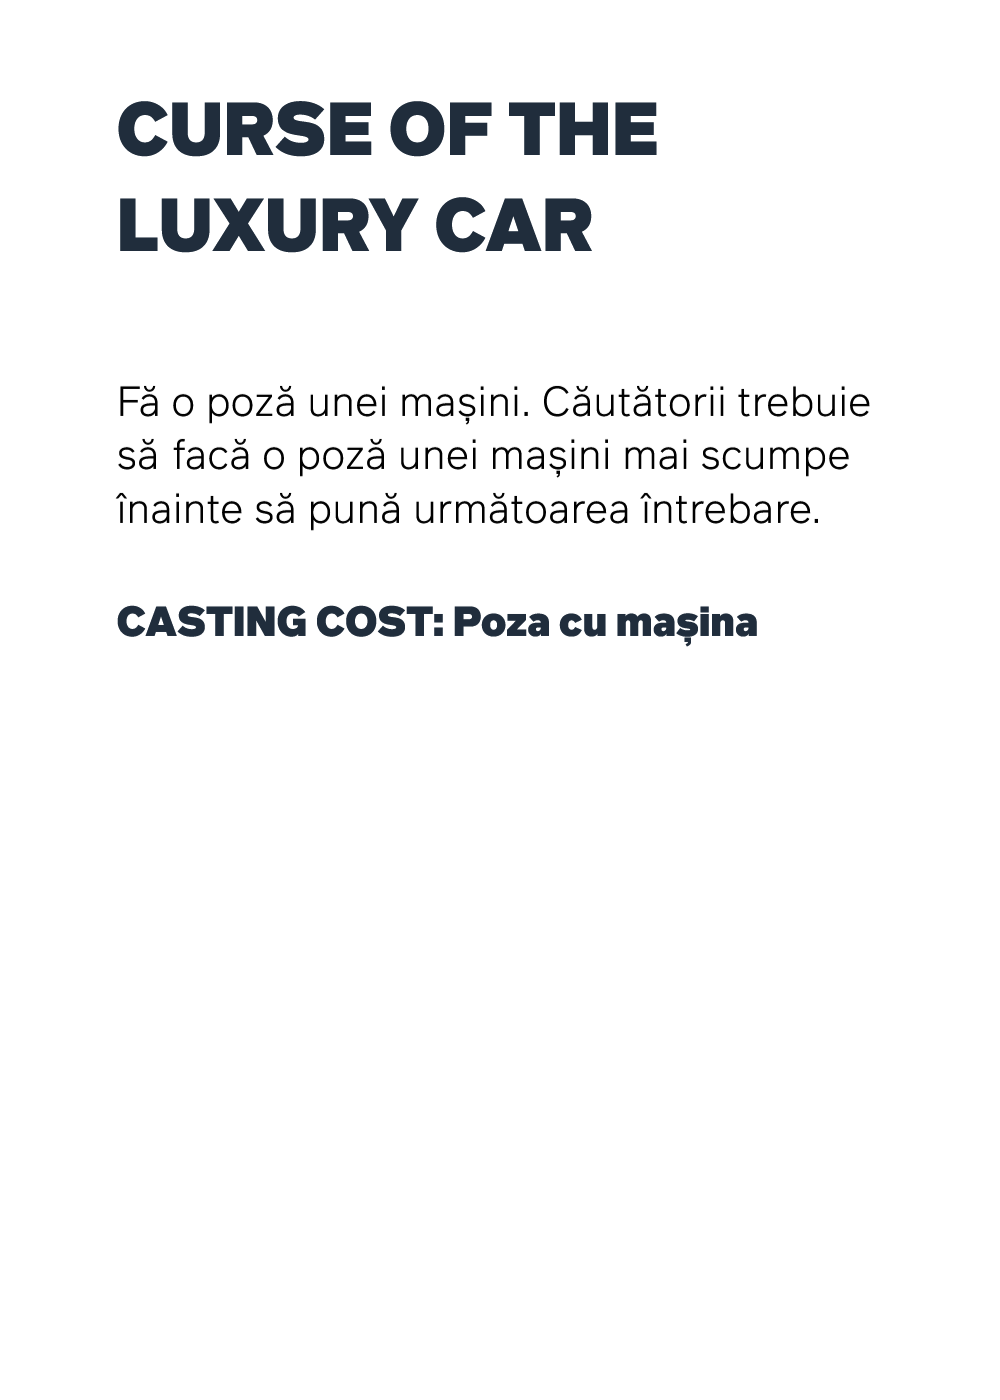 CURSE OF THE
LUXURY CAR
Fă o poză unei mașini. Căutătorii trebuie
să facă o poză unei mașini mai scumpe
înainte să pună următoarea întrebare.
CASTING COST: Poza cu mașina